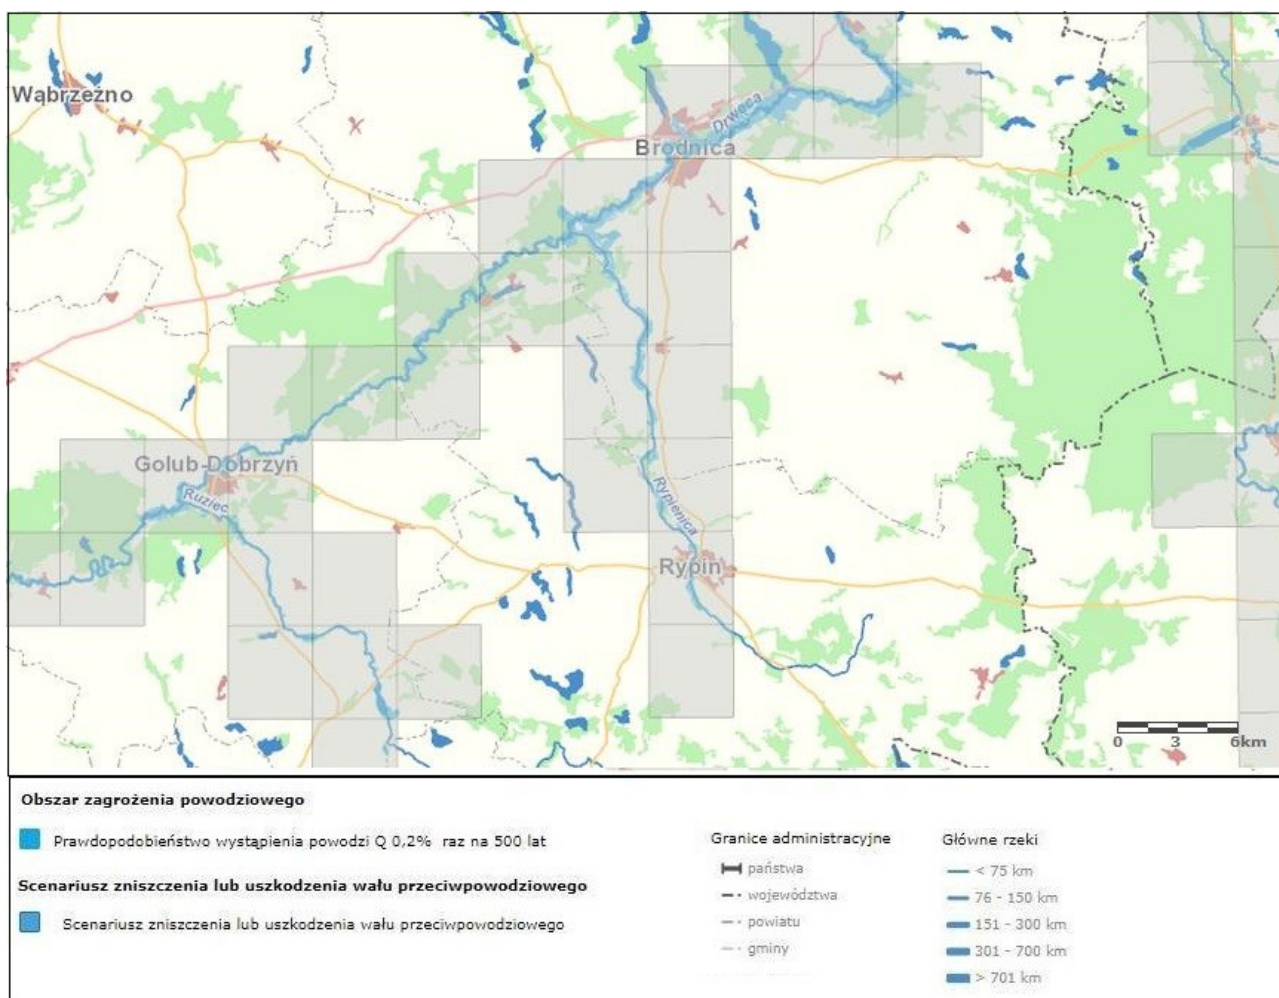 Wąbrzeźno
Drwęca
Brodnica
Golub-Dobrzyń
Ruziec
Rypienica
Rypin
0 3 6km
Obszar zagrożenia powodziowego
Prawdopodobieństwo wystąpienia powodzi Q 0,2% raz na 500 lat
Scenariusz zniszczenia lub uszkodzenia wału przeciwpowodziowego
Scenariusz zniszczenia lub uszkodzenia wału przeciwpowodziowego
Granice administracyjne
państwa
województwa
powiatu
gminy
Główne rzeki
< 75 km
76 - 150 km
151 - 300 km
301 - 700 km
> 701 km